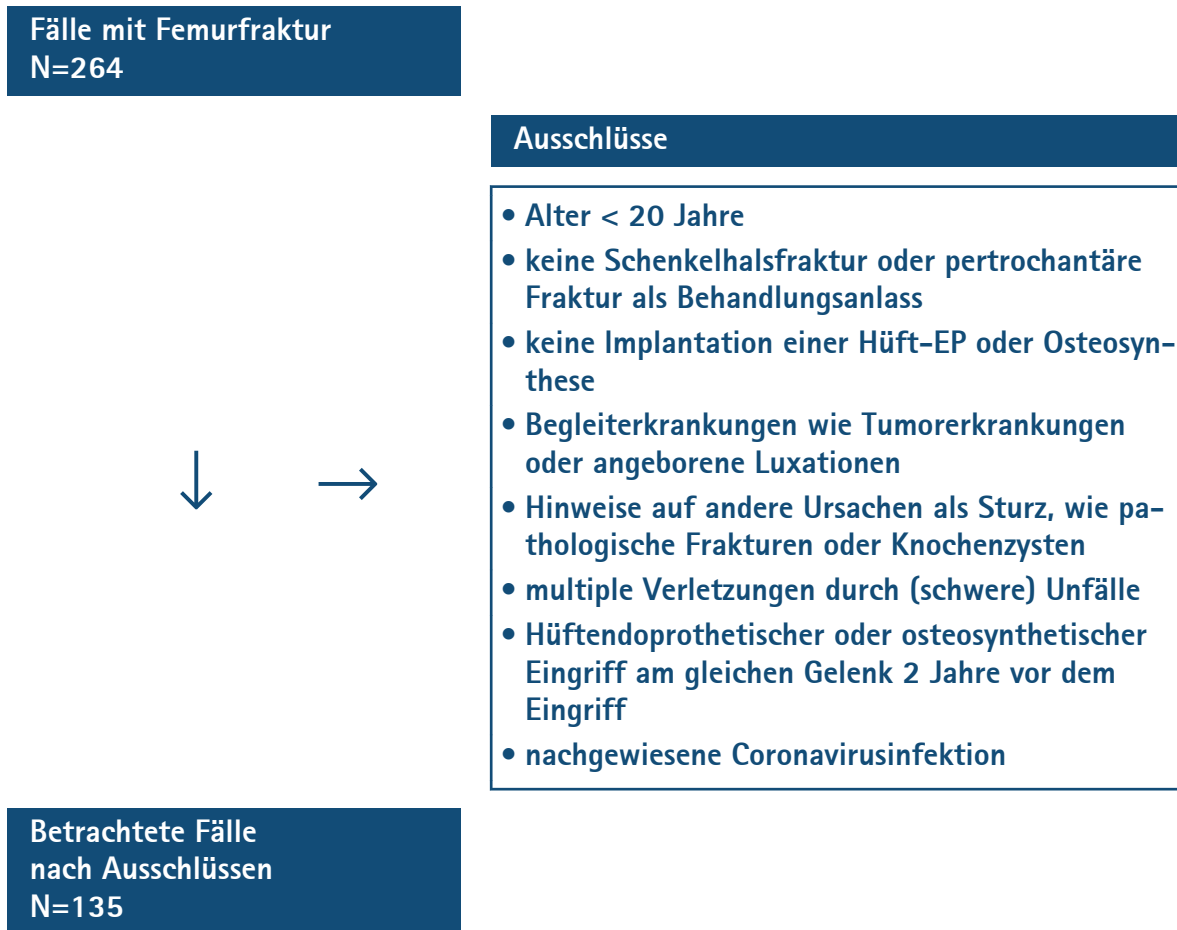 Fälle mit Femurfraktur
N=264
Ausschlüsse
• Alter < 20 Jahre
• keine Schenkelhalsfraktur oder pertrochantäre
Fraktur als Behandlungsanlass
• keine Implantation einer Hüft-EP oder Osteosyn-
these
• Begleiterkrankungen wie Tumorerkrankungen
oder angeborene Luxationen
• Hinweise auf andere Ursachen als Sturz, wie pa-
thologische Frakturen oder Knochenzysten
• multiple Verletzungen durch (schwere) Unfälle
• Hüftendoprothetischer oder osteosynthetischer
Eingriff am gleichen Gelenk 2 Jahre vor dem
Eingriff
• nachgewiesene Coronavirusinfektion
Betrachtete Fälle
nach Ausschlüssen
N=135